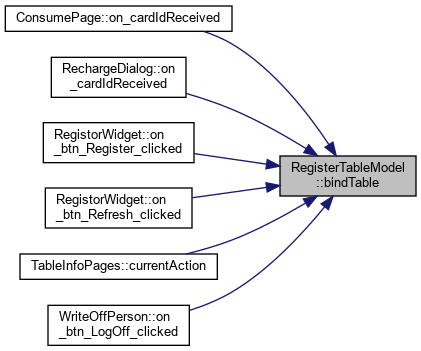 ConsumePage::on_cardIdReceived
RechargeDialog::on
_cardIdReceived
RegistorWidget::on
_btn_Register_clicked
RegisterTableModel
::bindTable
RegistorWidget::on
_btn_Refresh_clicked
TableInfoPages::currentAction
WriteOffPerson::on
_btn_LogOff_clicked